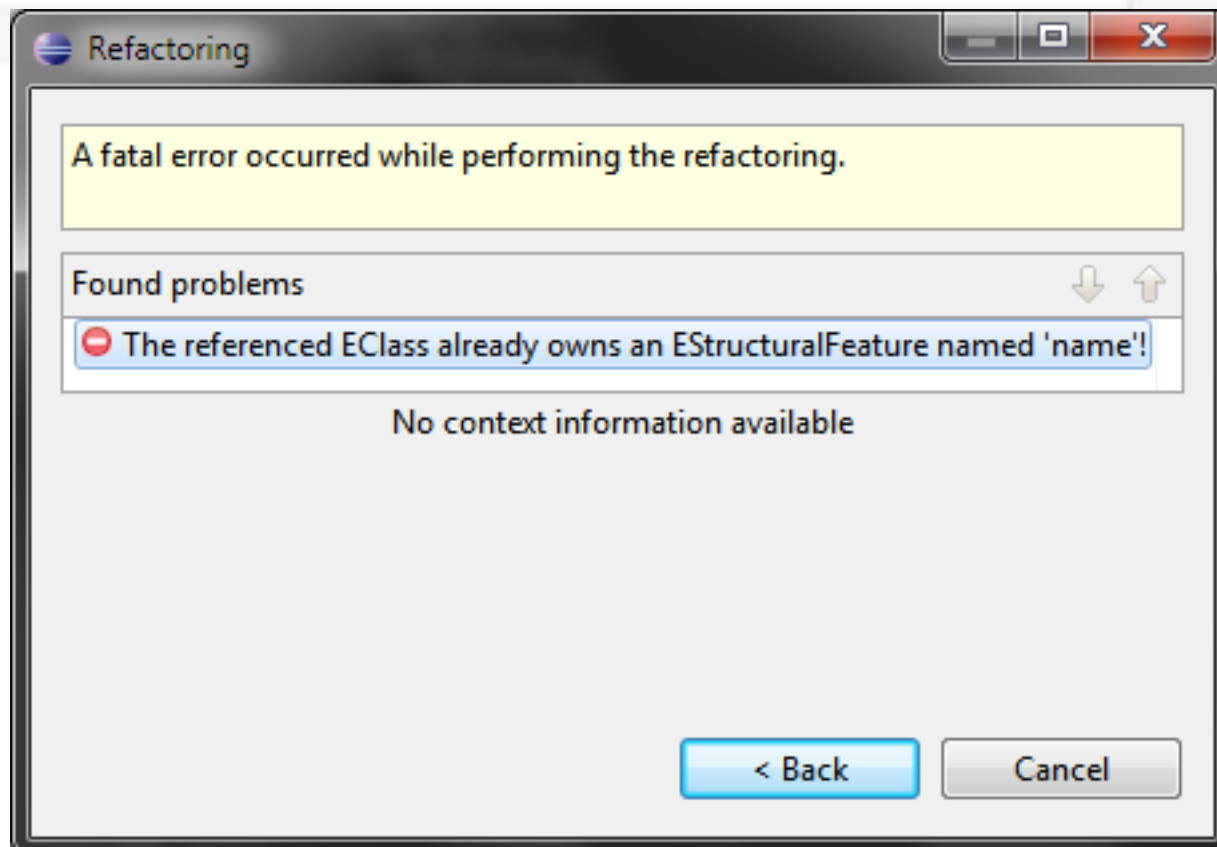 Refactoring
A fatal error occurred while performing the refactoring.
Found problems
The referenced EClass already owns an EStructuralFeature named 'name'!
No context information available
< Back
Cancel